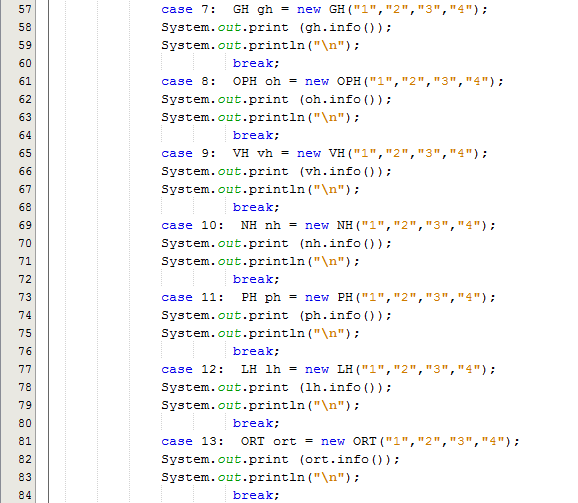 57 case 7: GH gh = new GH("1","2","3","4");
58 System.out.print (gh.info());
59 System.out.println("\n");
60 break;
61 case 8: OPH oh = new OPH("1","2","3","4");
62 System.out.print (oh.info());
63 System.out.println("\n");
64 break;
65 case 9: VH vh = new VH("1","2","3","4");
66 System.out.print (vh.info());
67 System.out.println("\n");
68 break;
69 case 10: NH nh = new NH("1","2","3","4");
70 System.out.print (nh.info());
71 System.out.println("\n");
72 break;
73 case 11: PH ph = new PH("1","2","3","4");
74 System.out.print (ph.info());
75 System.out.println("\n");
76 break;
77 case 12: LH lh = new LH("1","2","3","4");
78 System.out.print (lh.info());
79 System.out.println("\n");
80 break;
81 case 13: ORT ort = new ORT("1","2","3","4");
82 System.out.print (ort.info());
83 System.out.println("\n");
84 break;